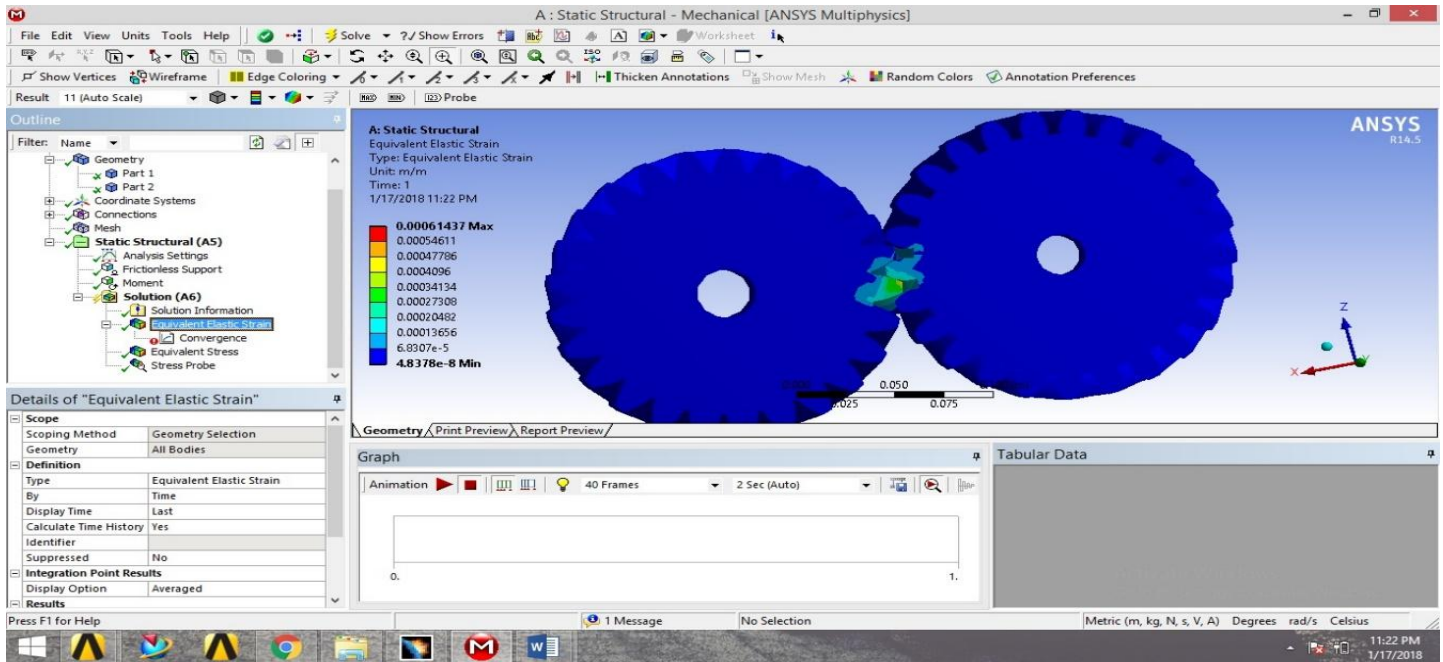 A : Static Structural - Mechanical [ANSYS Multiphysics]
File Edit View Units Tools Help Solve ?/ Show Errors Worksheet
Show Vertices Wireframe Edge Coloring Thicken Annotations Show Mesh Random Colors Annotation Preferences
Result 11 (Auto Scale) MAX MIN Probe
Outline
Filter: Name
Geometry
Part 1
Part 2
Coordinate Systems
Connections
Mesh
Static Structural (A5)
Analysis Settings
Frictionless Support
Moment
Solution (A6)
Solution Information
Equivalent Elastic Strain
Convergence
Equivalent Stress
Stress Probe
A: Static Structural
Equivalent Elastic Strain
Type: Equivalent Elastic Strain
Unit: m/m
Time: 1
1/17/2018 11:22 PM
0.00061437 Max
0.00054611
0.00047786
0.0004096
0.00034134
0.00027308
0.00020482
0.00013656
6.8307e-5
4.8378e-8 Min
ANSYS
R14.5
Z
X
0.000 0.050
0.025 0.075
Geometry Print Preview Report Preview
Details of "Equivalent Elastic Strain"
Scope
Scoping Method Geometry Selection
Geometry All Bodies
Definition
Type Equivalent Elastic Strain
By Time
Display Time Last
Calculate Time History Yes
Identifier
Suppressed No
Integration Point Results
Display Option Averaged
Results
Graph
Animation 40 Frames 2 Sec (Auto)
0. 1.
Tabular Data
Press F1 for Help 1 Message No Selection Metric (m, kg, N, s, V, A) Degrees rad/s Celsius
11:22 PM
1/17/2018